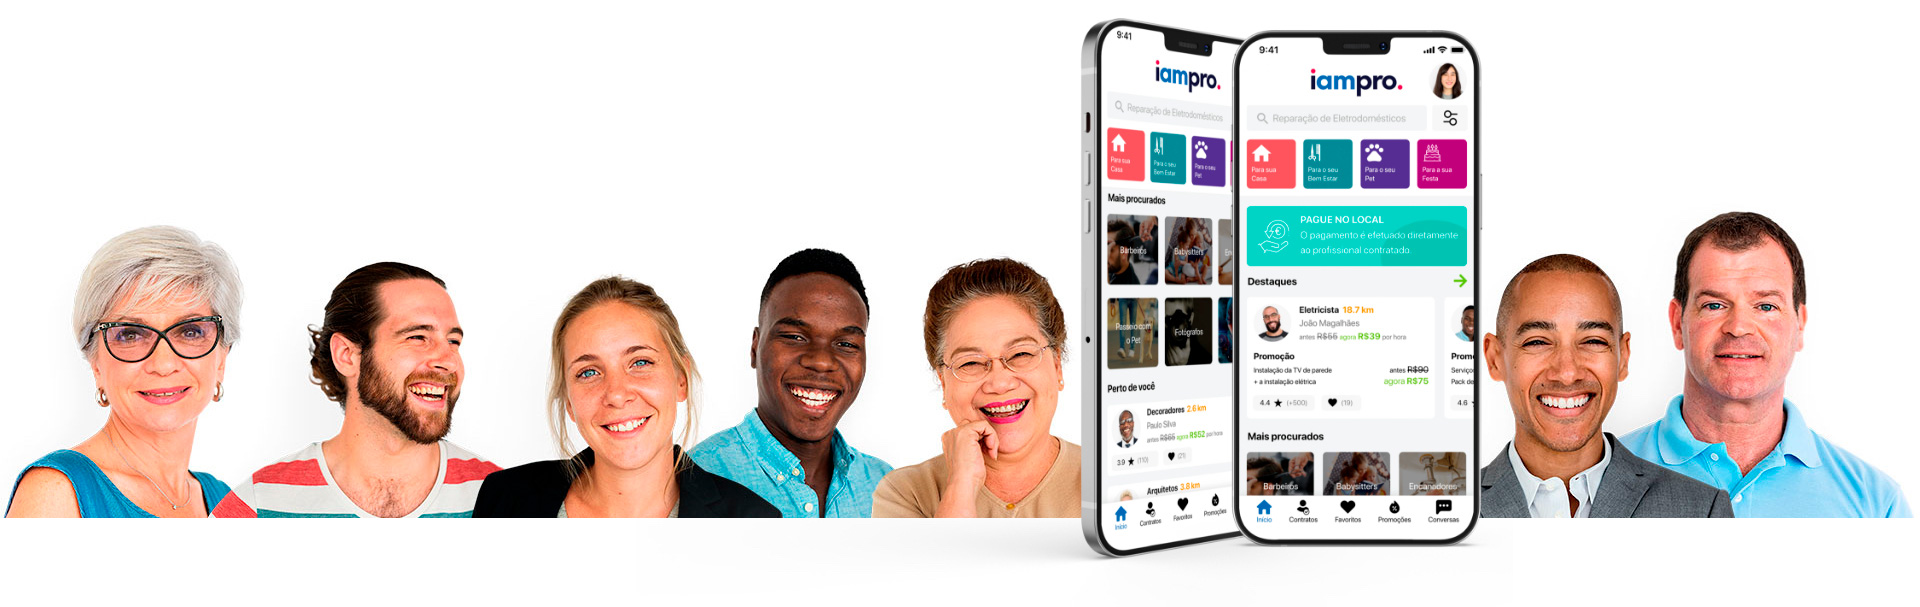 9:41
iampro.
Reparação de Eletrodomésticos
Para sua
Casa
Para o seu
Bem Estar
Para o seu
Pet
Mais procurados
Barbeiros
Babysitters
En
Passeio com
o Pet
Fotógrafos
Perto de você
Decoradores 2.6 km
Paulo Silva
antes R$65 agora R$52 por hora
3.9 ★ (110)
(21)
Arquitetos 3.8 km
Início
Contratos
Favoritos
Promoções
9:41
iampro.
Reparação de Eletrodomésticos
Para sua
Casa
Para o seu
Bem Estar
Para o seu
Pet
Para a sua
Festa
PAGUE NO LOCAL
O pagamento é efetuado diretamente
ao profissional contratado.
Destaques
Eletricista 18.7 km
João Magalhães
antes R$55 agora R$39 por hora
Promoção
Instalação da TV de parede
+ a instalação elétrica
antes R$90
agora R$75
4.4 ★ (+500)
(19)
Prom
Serviço
Pack de
4.6
Mais procurados
Barbeiros
Babysitters
Encanadores
Início
Contratos
Favoritos
Promoções
Conversas